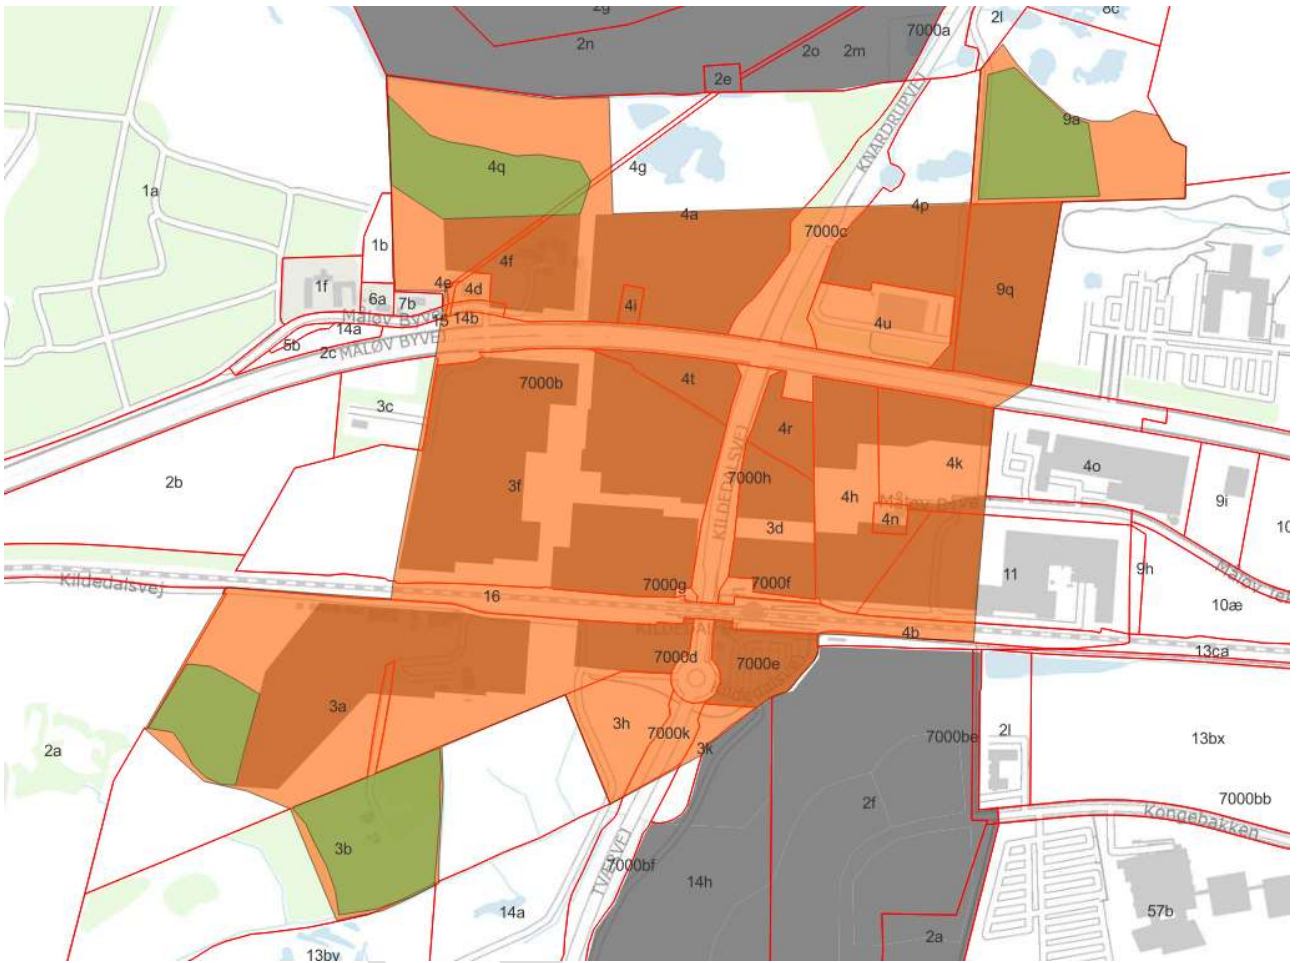 2g
2l
8c
2n
2o
2m
7000a
2e
KNARDRUPVEJ
9a
4q
4g
1a
4a
4p
7000c
1b
4f
1f
4e
4d
6a
7b
4i
9q
Måløv Byvej
15
14b
4u
14a
5b
2c
MÅLØV BYVEJ
7000b
4t
3c
4r
KILDEDALSVEJ
4k
4o
2b
3f
7000h
4h
Måløv Byve
9i
4n
10
3d
Kildedalsvej
7000g
7000f
11
9h
10æ
16
4b
13ca
7000d
7000e
3a
3h
7000k
3k
2a
7000be
2l
13bx
2f
7000bb
Kongebakken
3b
TVÆRVEJ
7000bf
14h
14a
57b
2a
13by